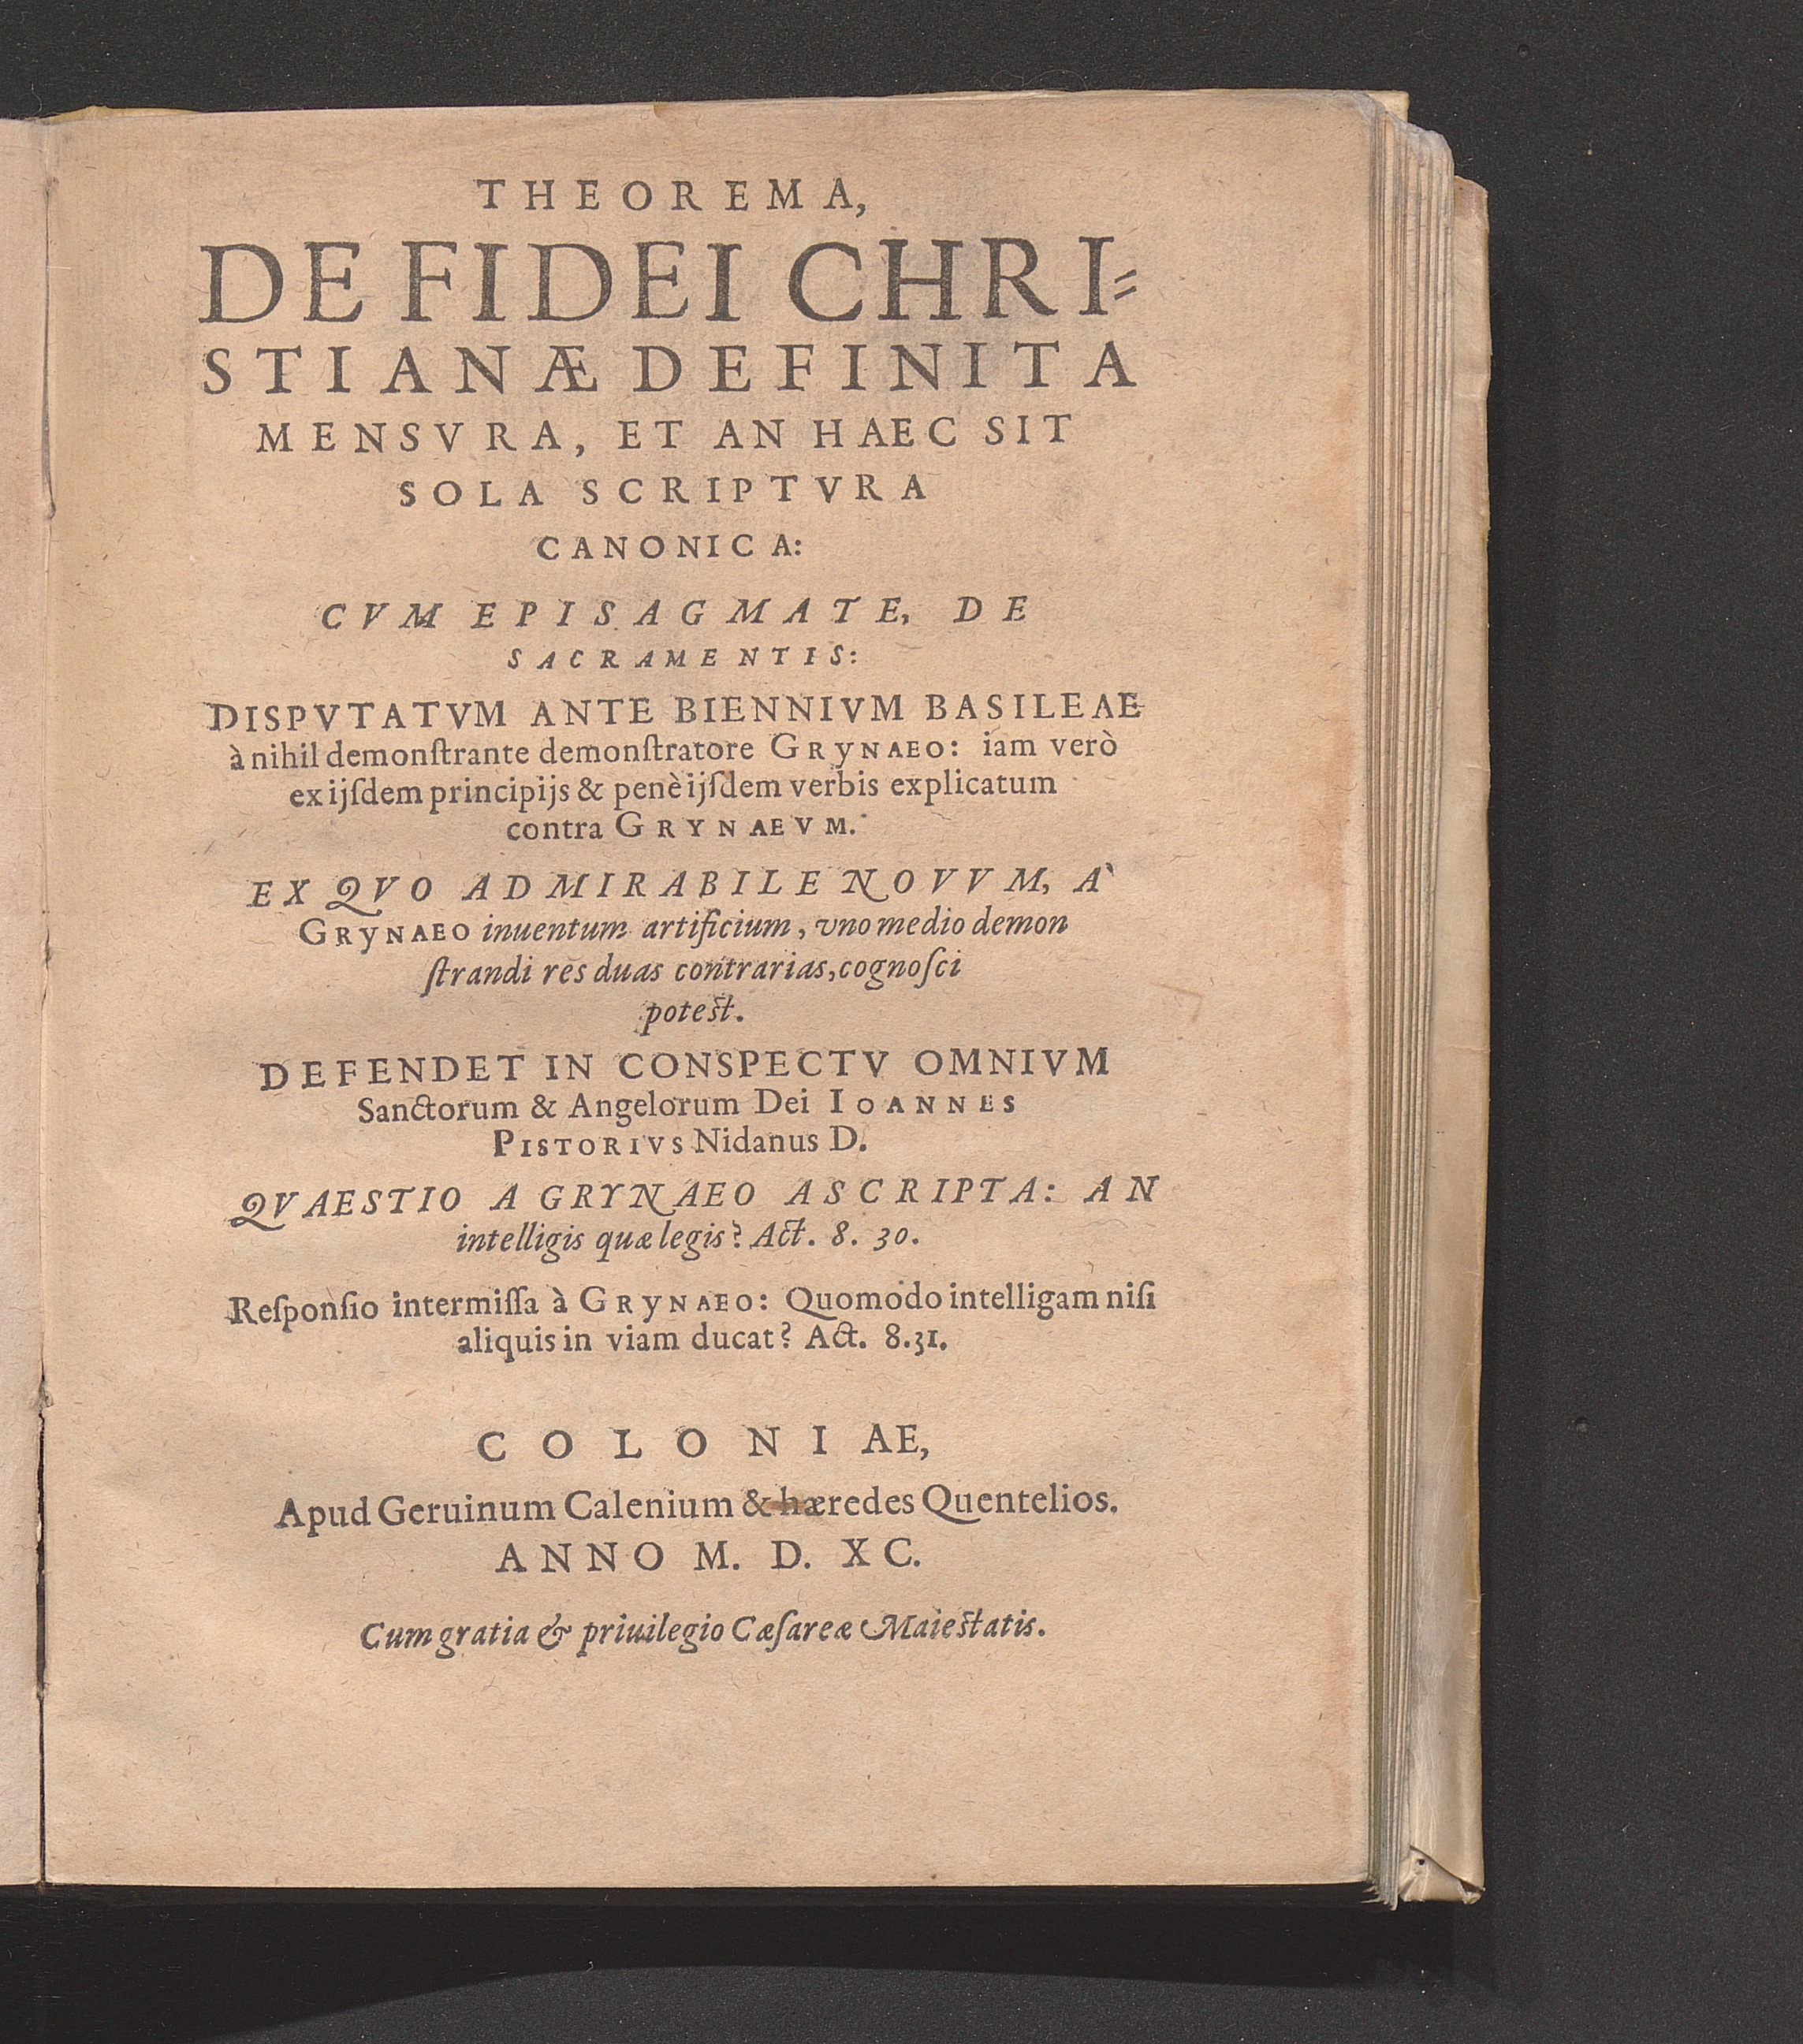 THEOREMA,
DE FIDEI CHRI⸗
STIANÆ DEFINITA
MENSVRA, ET AN HAEC SIT
SOLA SCRIPTVRA
CANONICA:
CVM EPISAGMATE, DE
SACRAMENTIS:
DISPVTATVM ANTE BIENNIVM BASILEAE
à nihil demonſtrante demonſtratore GRYNAEO: iam verò
ex ijſdem principijs & penè ijſdem verbis explicatum
contra GRYNAEVM.
EX QVO ADMIRABILE NOVVM, A`
GRYNAEO inuentum artificium, vno medio demon
ſtrandi res duas contrarias, cognoſci
poteſt.
DEFENDET IN CONSPECTV OMNIVM
Sanctorum & Angelorum Dei IOANNES
PISTORIVS Nidanus D.
QVAESTIO A GRYNAEO ASCRIPTA: AN
intelligis quæ legis? Act. 8. 30.
Reſponſio intermiſſa à GRYNAEO: Quomodo intelligam niſi
aliquis in viam ducat? Act. 8.31.
COLONIAE,
Apud Geruinum Calenium & hæredes Quentelios.
ANNO M. D. XC.
Cum gratia & priuilegio Cæſareæ Maieſtatis.